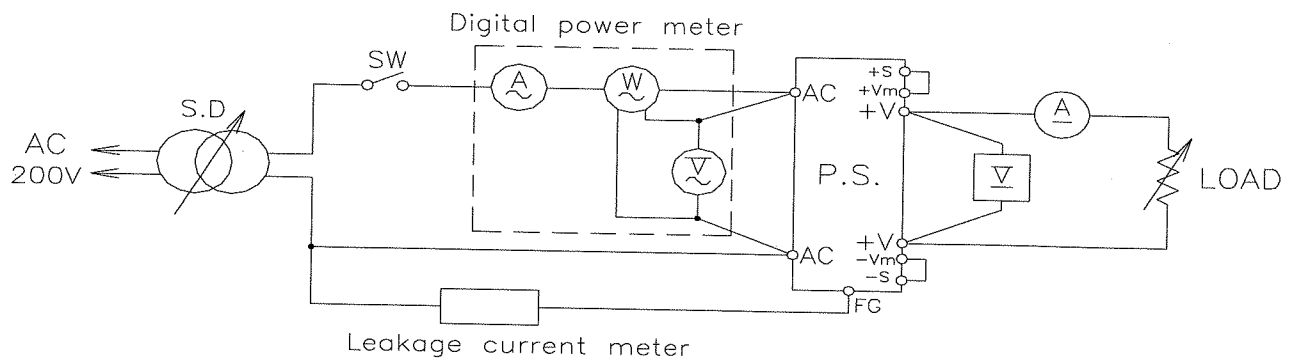 Digital power meter
SW
A
W
S.D
AC
200V
V
AC
+S
+Vm
+V
A
P.S.
V
LOAD
AC
+V
-Vm
-S
FG
Leakage current meter